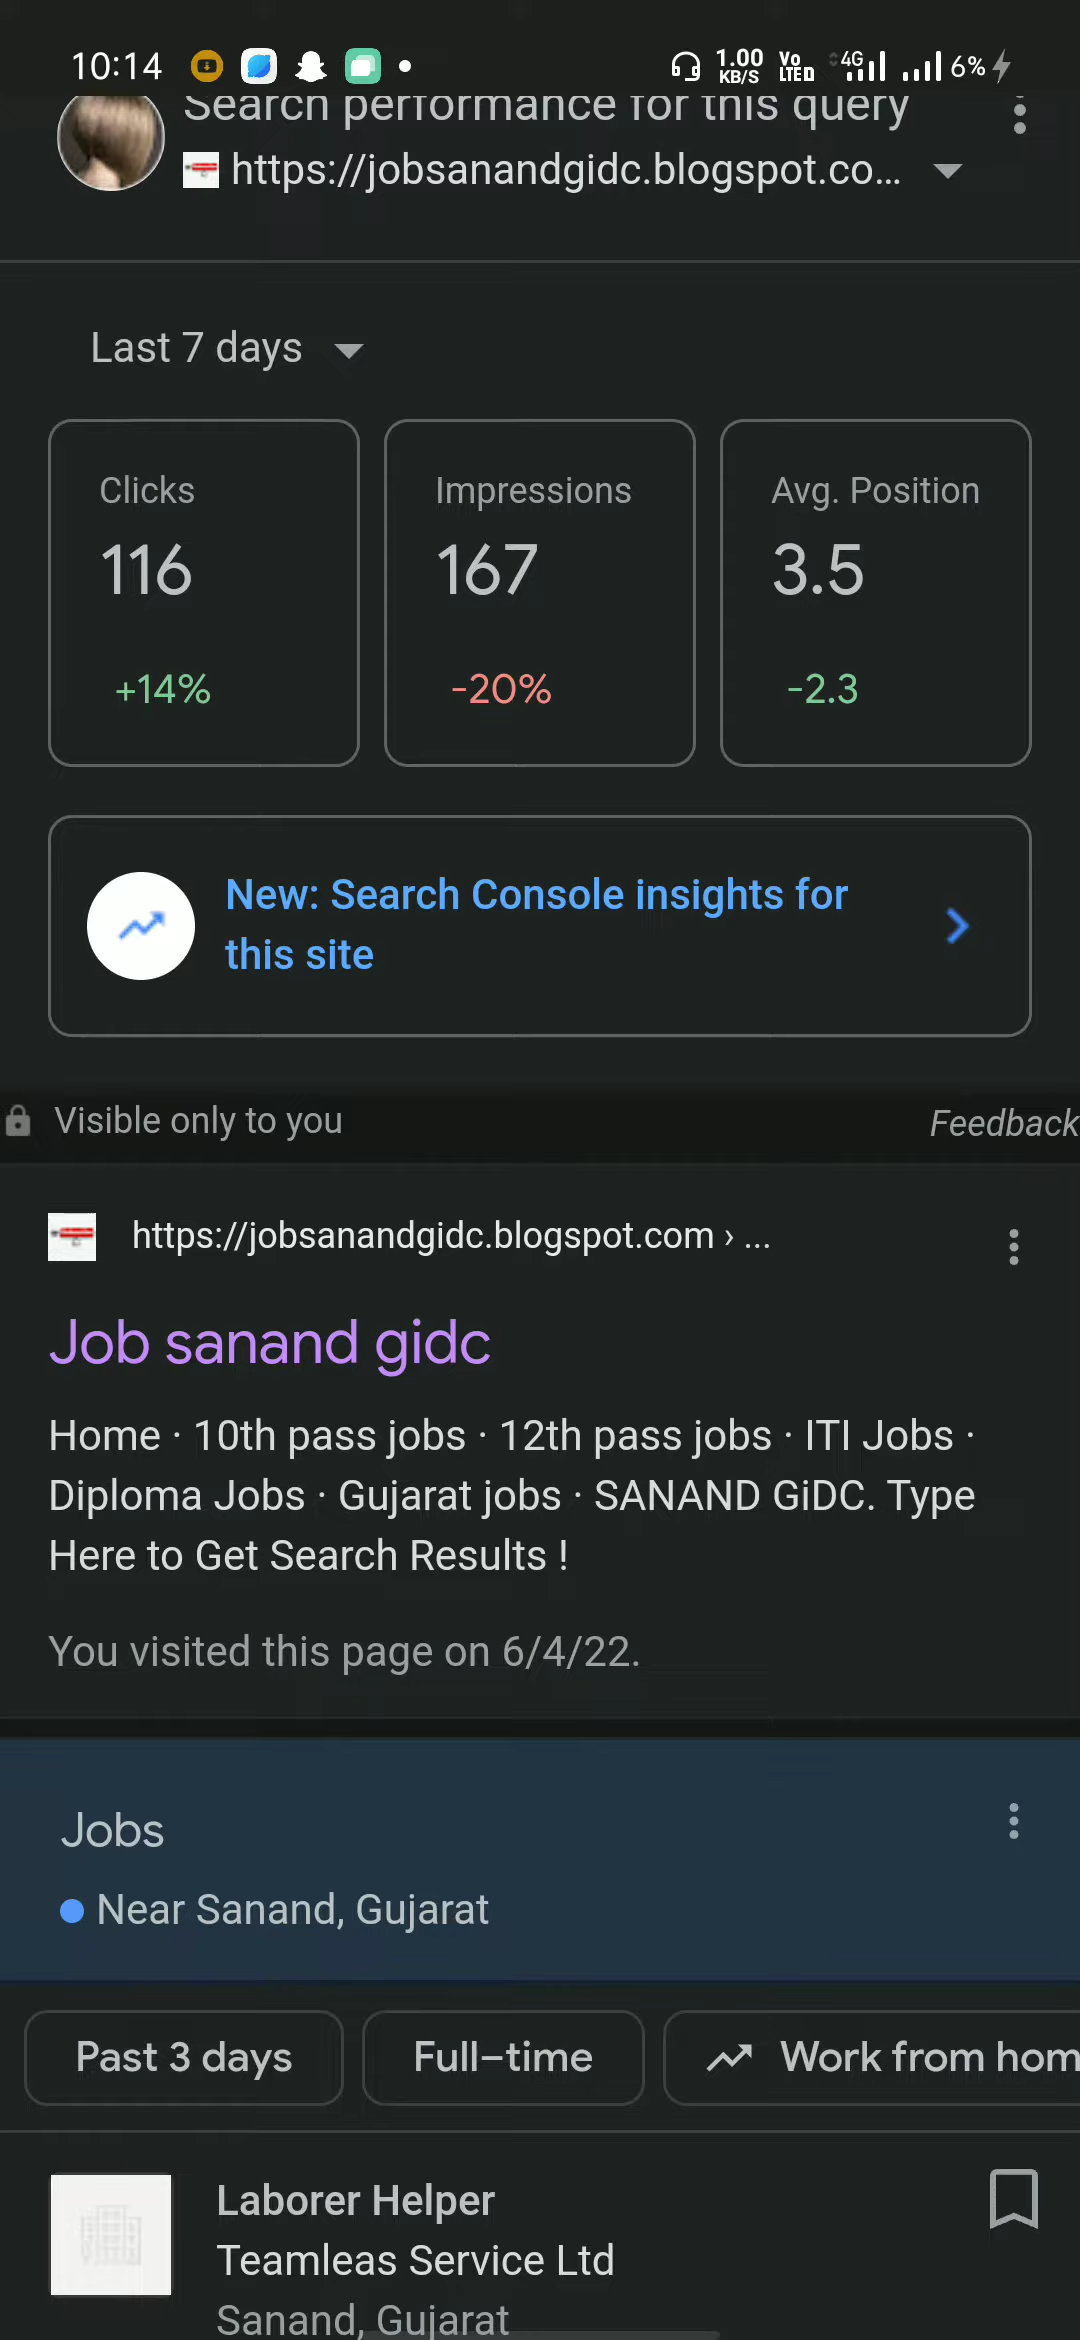 10:14
1.00 KB/S
Vo LTE
4G
6%
Search performance for this query
https://jobsanandgidc.blogspot.co...
Last 7 days
Clicks
116
+14%
Impressions
167
-20%
Avg. Position
3.5
-2.3
New: Search Console insights for
this site
Visible only to you
Feedback
https://jobsanandgidc.blogspot.com › ...
Job sanand gidc
Home · 10th pass jobs · 12th pass jobs · ITI Jobs ·
Diploma Jobs · Gujarat jobs · SANAND GiDC. Type
Here to Get Search Results !
You visited this page on 6/4/22.
Jobs
Near Sanand, Gujarat
Past 3 days
Full–time
Work from hom
Laborer Helper
Teamleas Service Ltd
Sanand, Gujarat